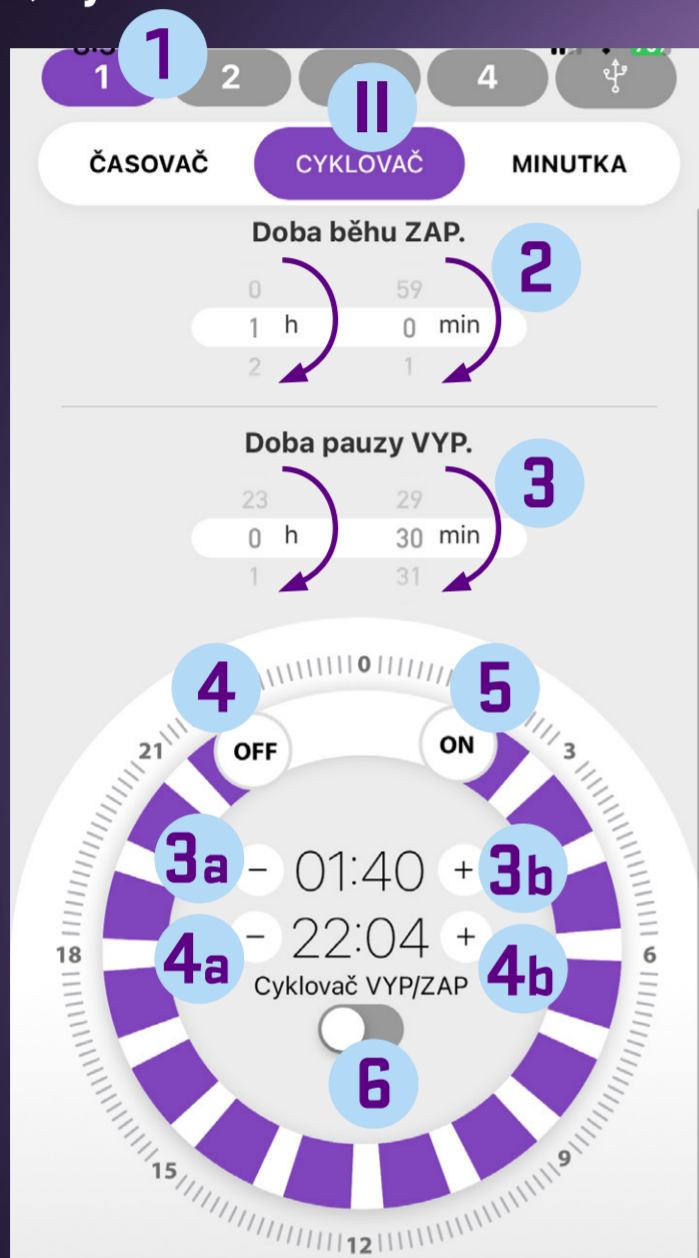 1
1 2 4
II
ČASOVAČ CYKLOVAČ MINUTKA
Doba běhu ZAP.
2
0 59
1 h 0 min
2 1
Doba pauzy VYP.
3
23 29
0 h 30 min
1 31
0
4 5
OFF ON
21 3
3a − 01:40 + 3b
4a − 22:04 + 4b
18 6
Cyklovač VYP/ZAP
6
15 9
12